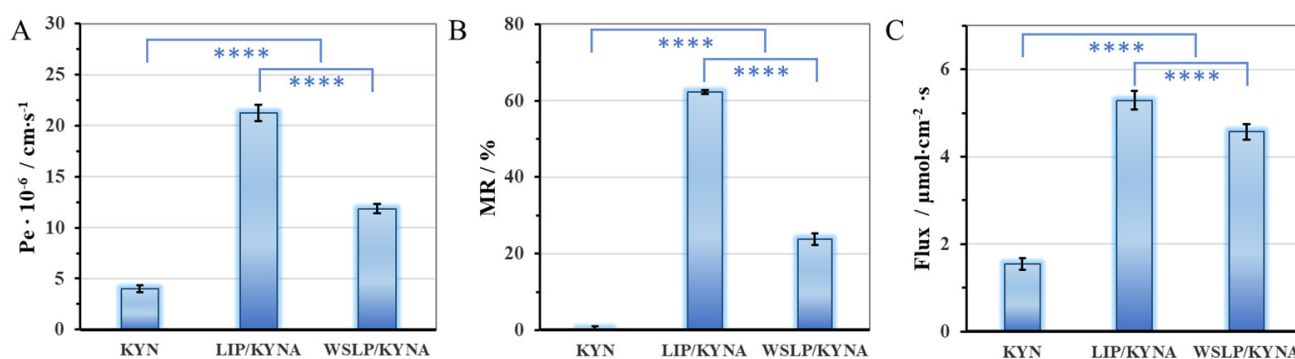 A
Pe · 10⁻⁶ / cm·s⁻¹
30
25
20
15
10
5
0
****
****
KYN
LIP/KYNA
WSLP/KYNA
B
MR / %
80
60
40
20
0
****
****
KYN
LIP/KYNA
WSLP/KYNA
C
Flux / μmol·cm⁻² ·s
6
4
2
0
****
****
KYN
LIP/KYNA
WSLP/KYNA